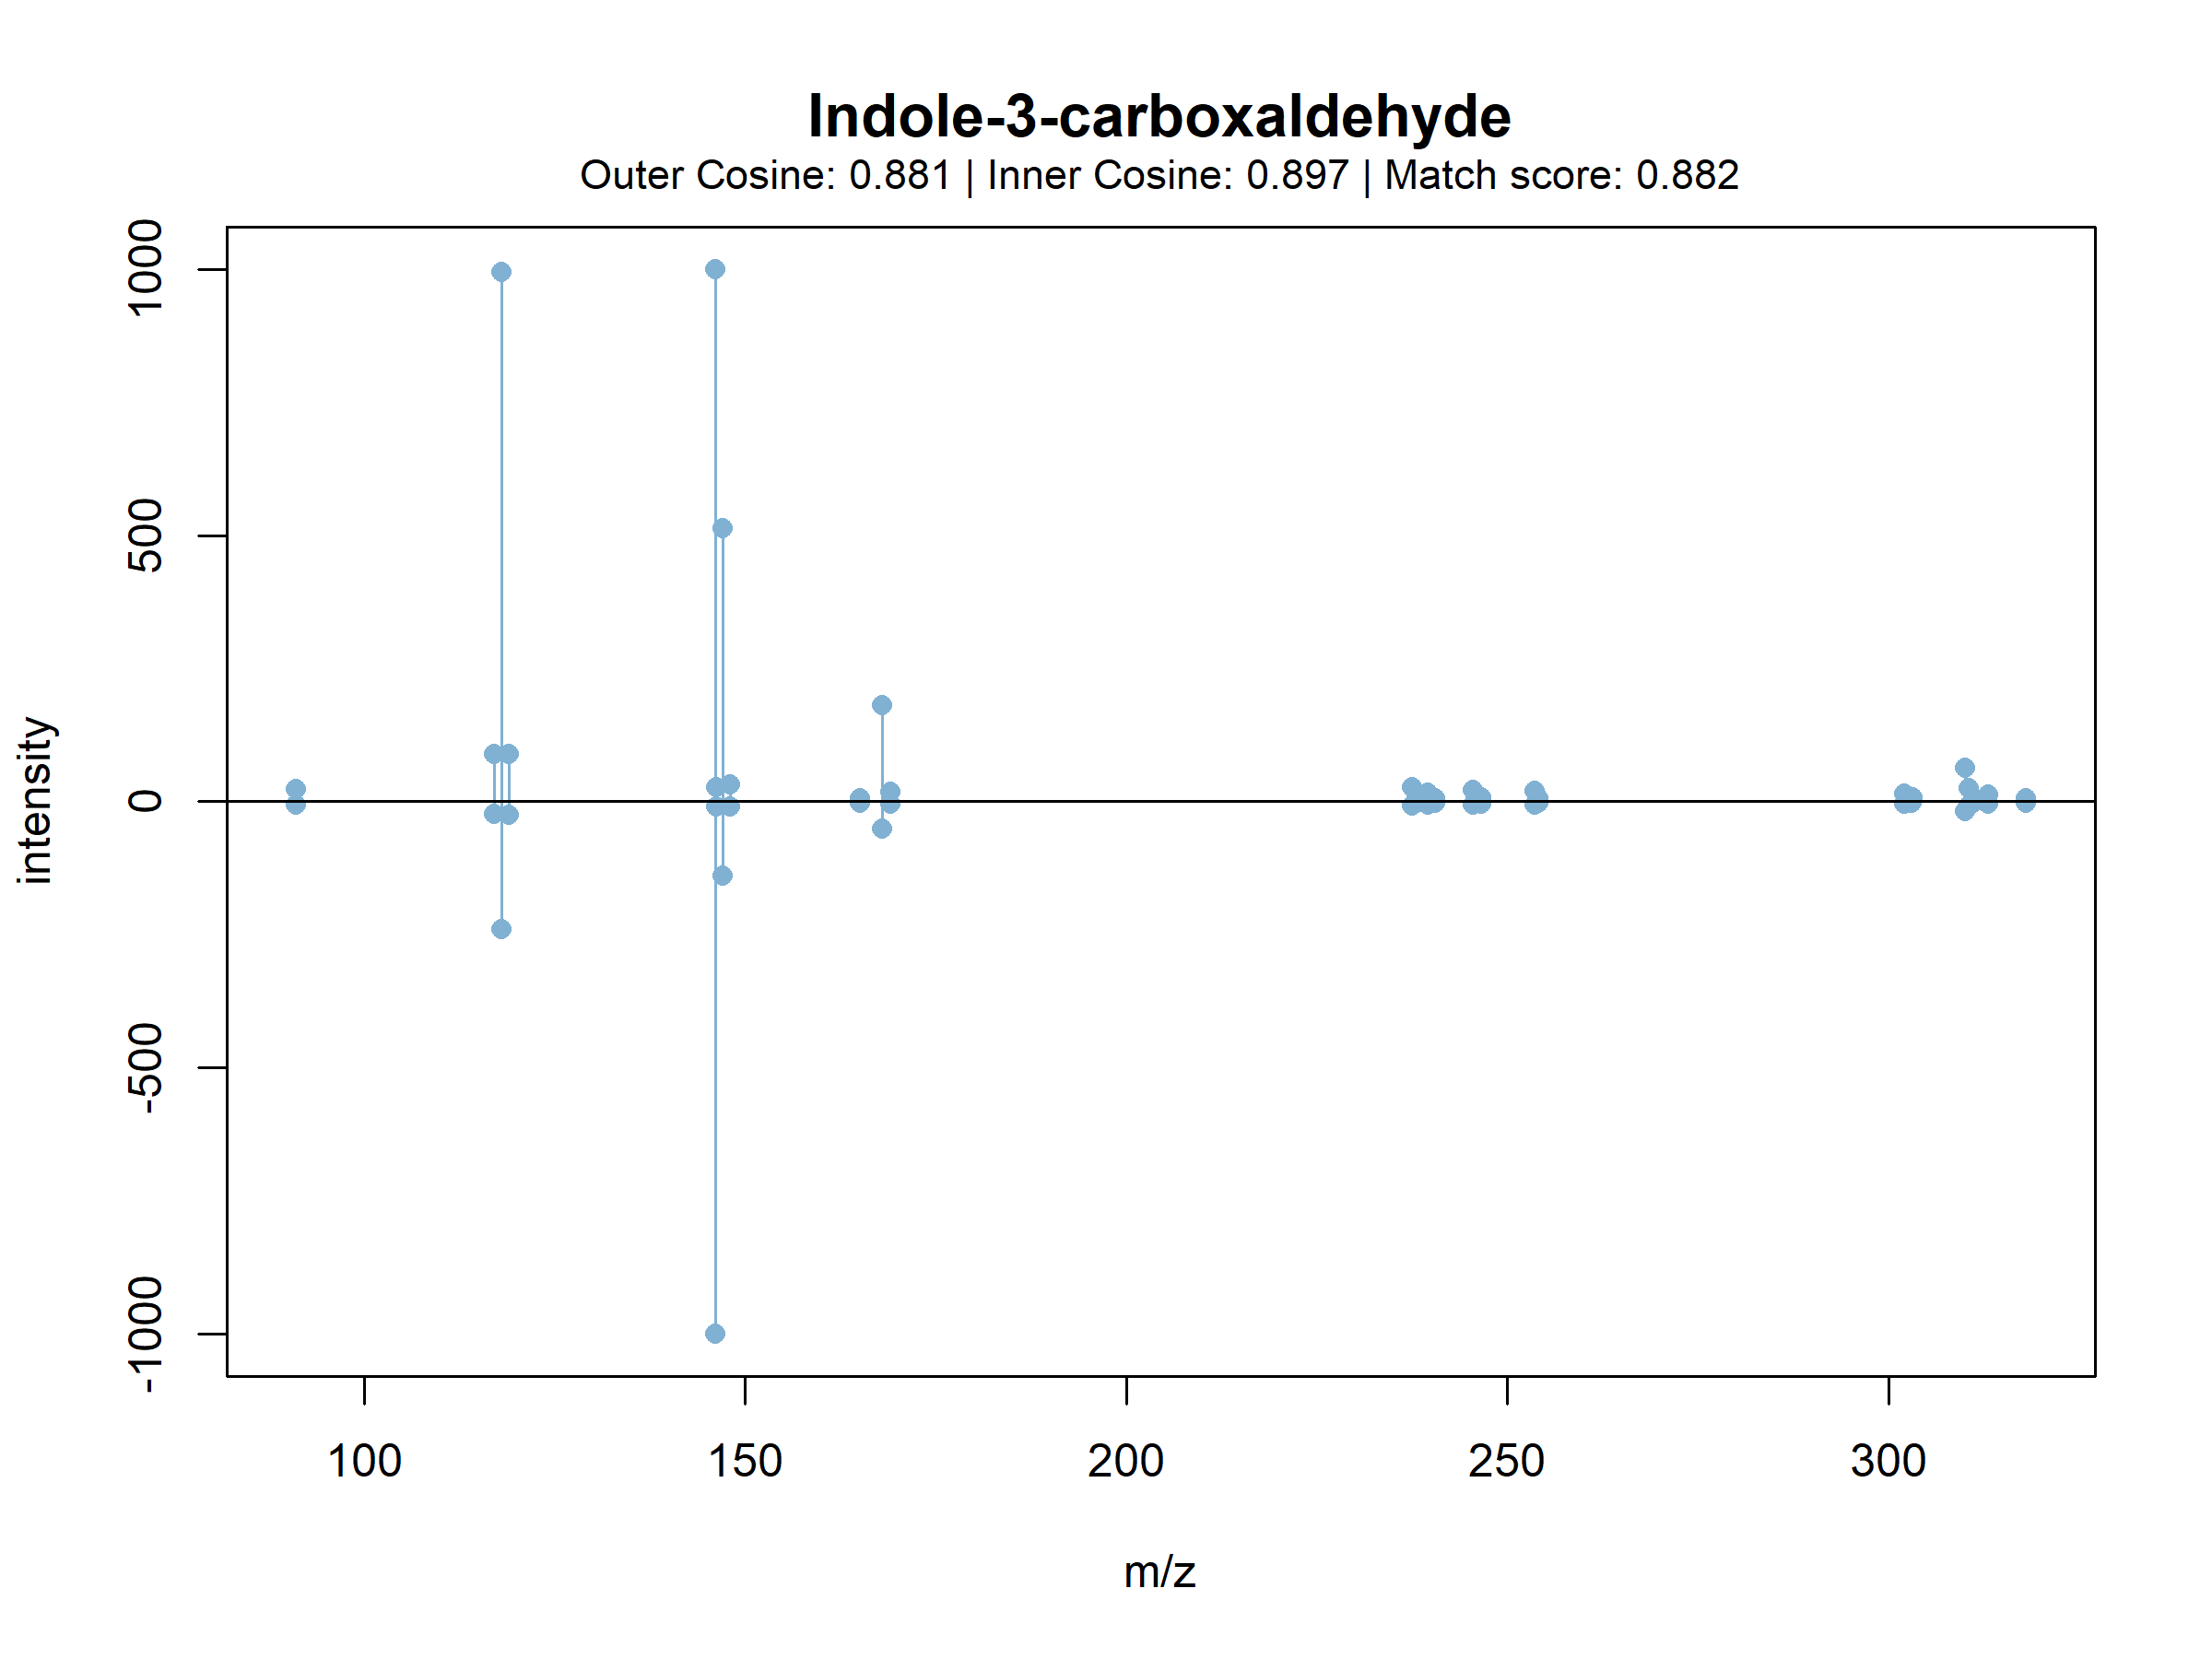 Indole-3-carboxaldehyde
Outer Cosine: 0.881 | Inner Cosine: 0.897 | Match score: 0.882
1000
500
0
-500
-1000
intensity
100 150 200 250 300
m/z